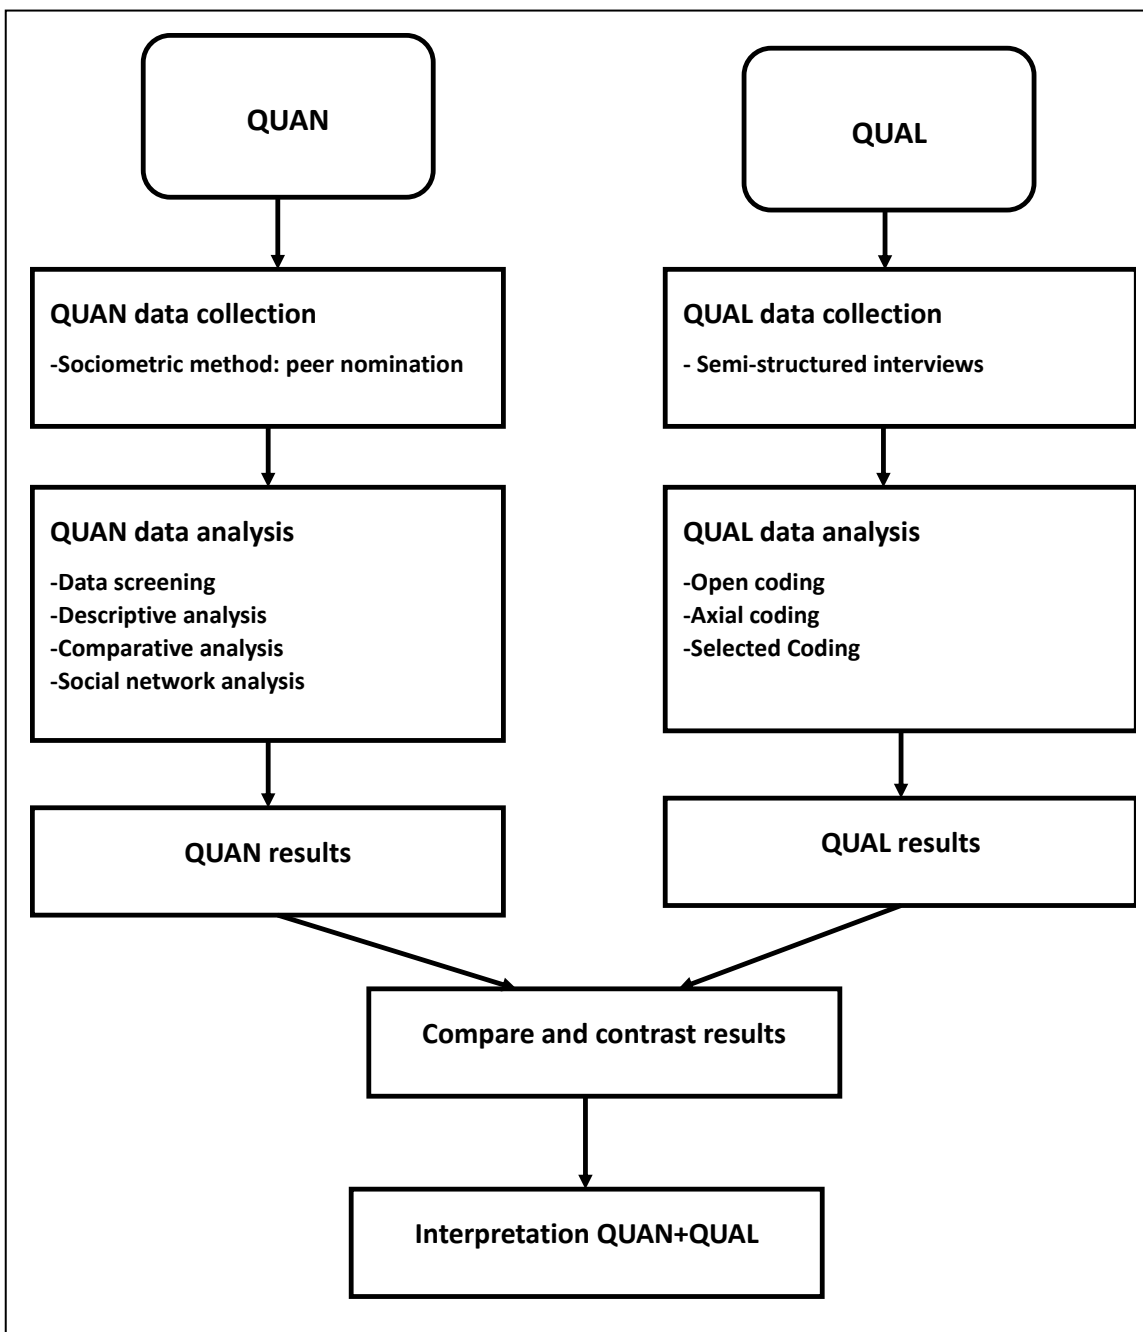 QUAN
QUAL
QUAN data collection
-Sociometric method: peer nomination
QUAL data collection
- Semi-structured interviews
QUAN data analysis
-Data screening
-Descriptive analysis
-Comparative analysis
-Social network analysis
QUAL data analysis
-Open coding
-Axial coding
-Selected Coding
QUAN results
QUAL results
Compare and contrast results
Interpretation QUAN+QUAL